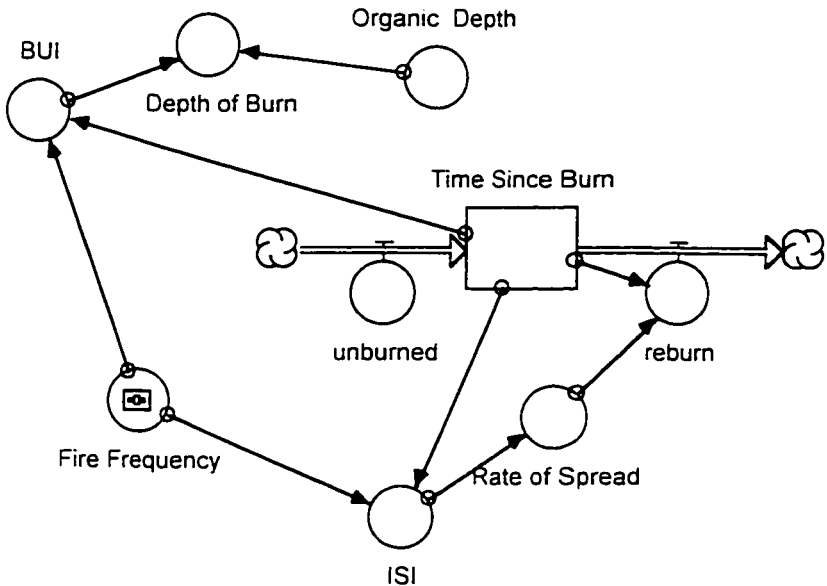 Organic Depth
BUI
Depth of Burn
Time Since Burn
unburned
reburn
Fire Frequency
Rate of Spread
ISI